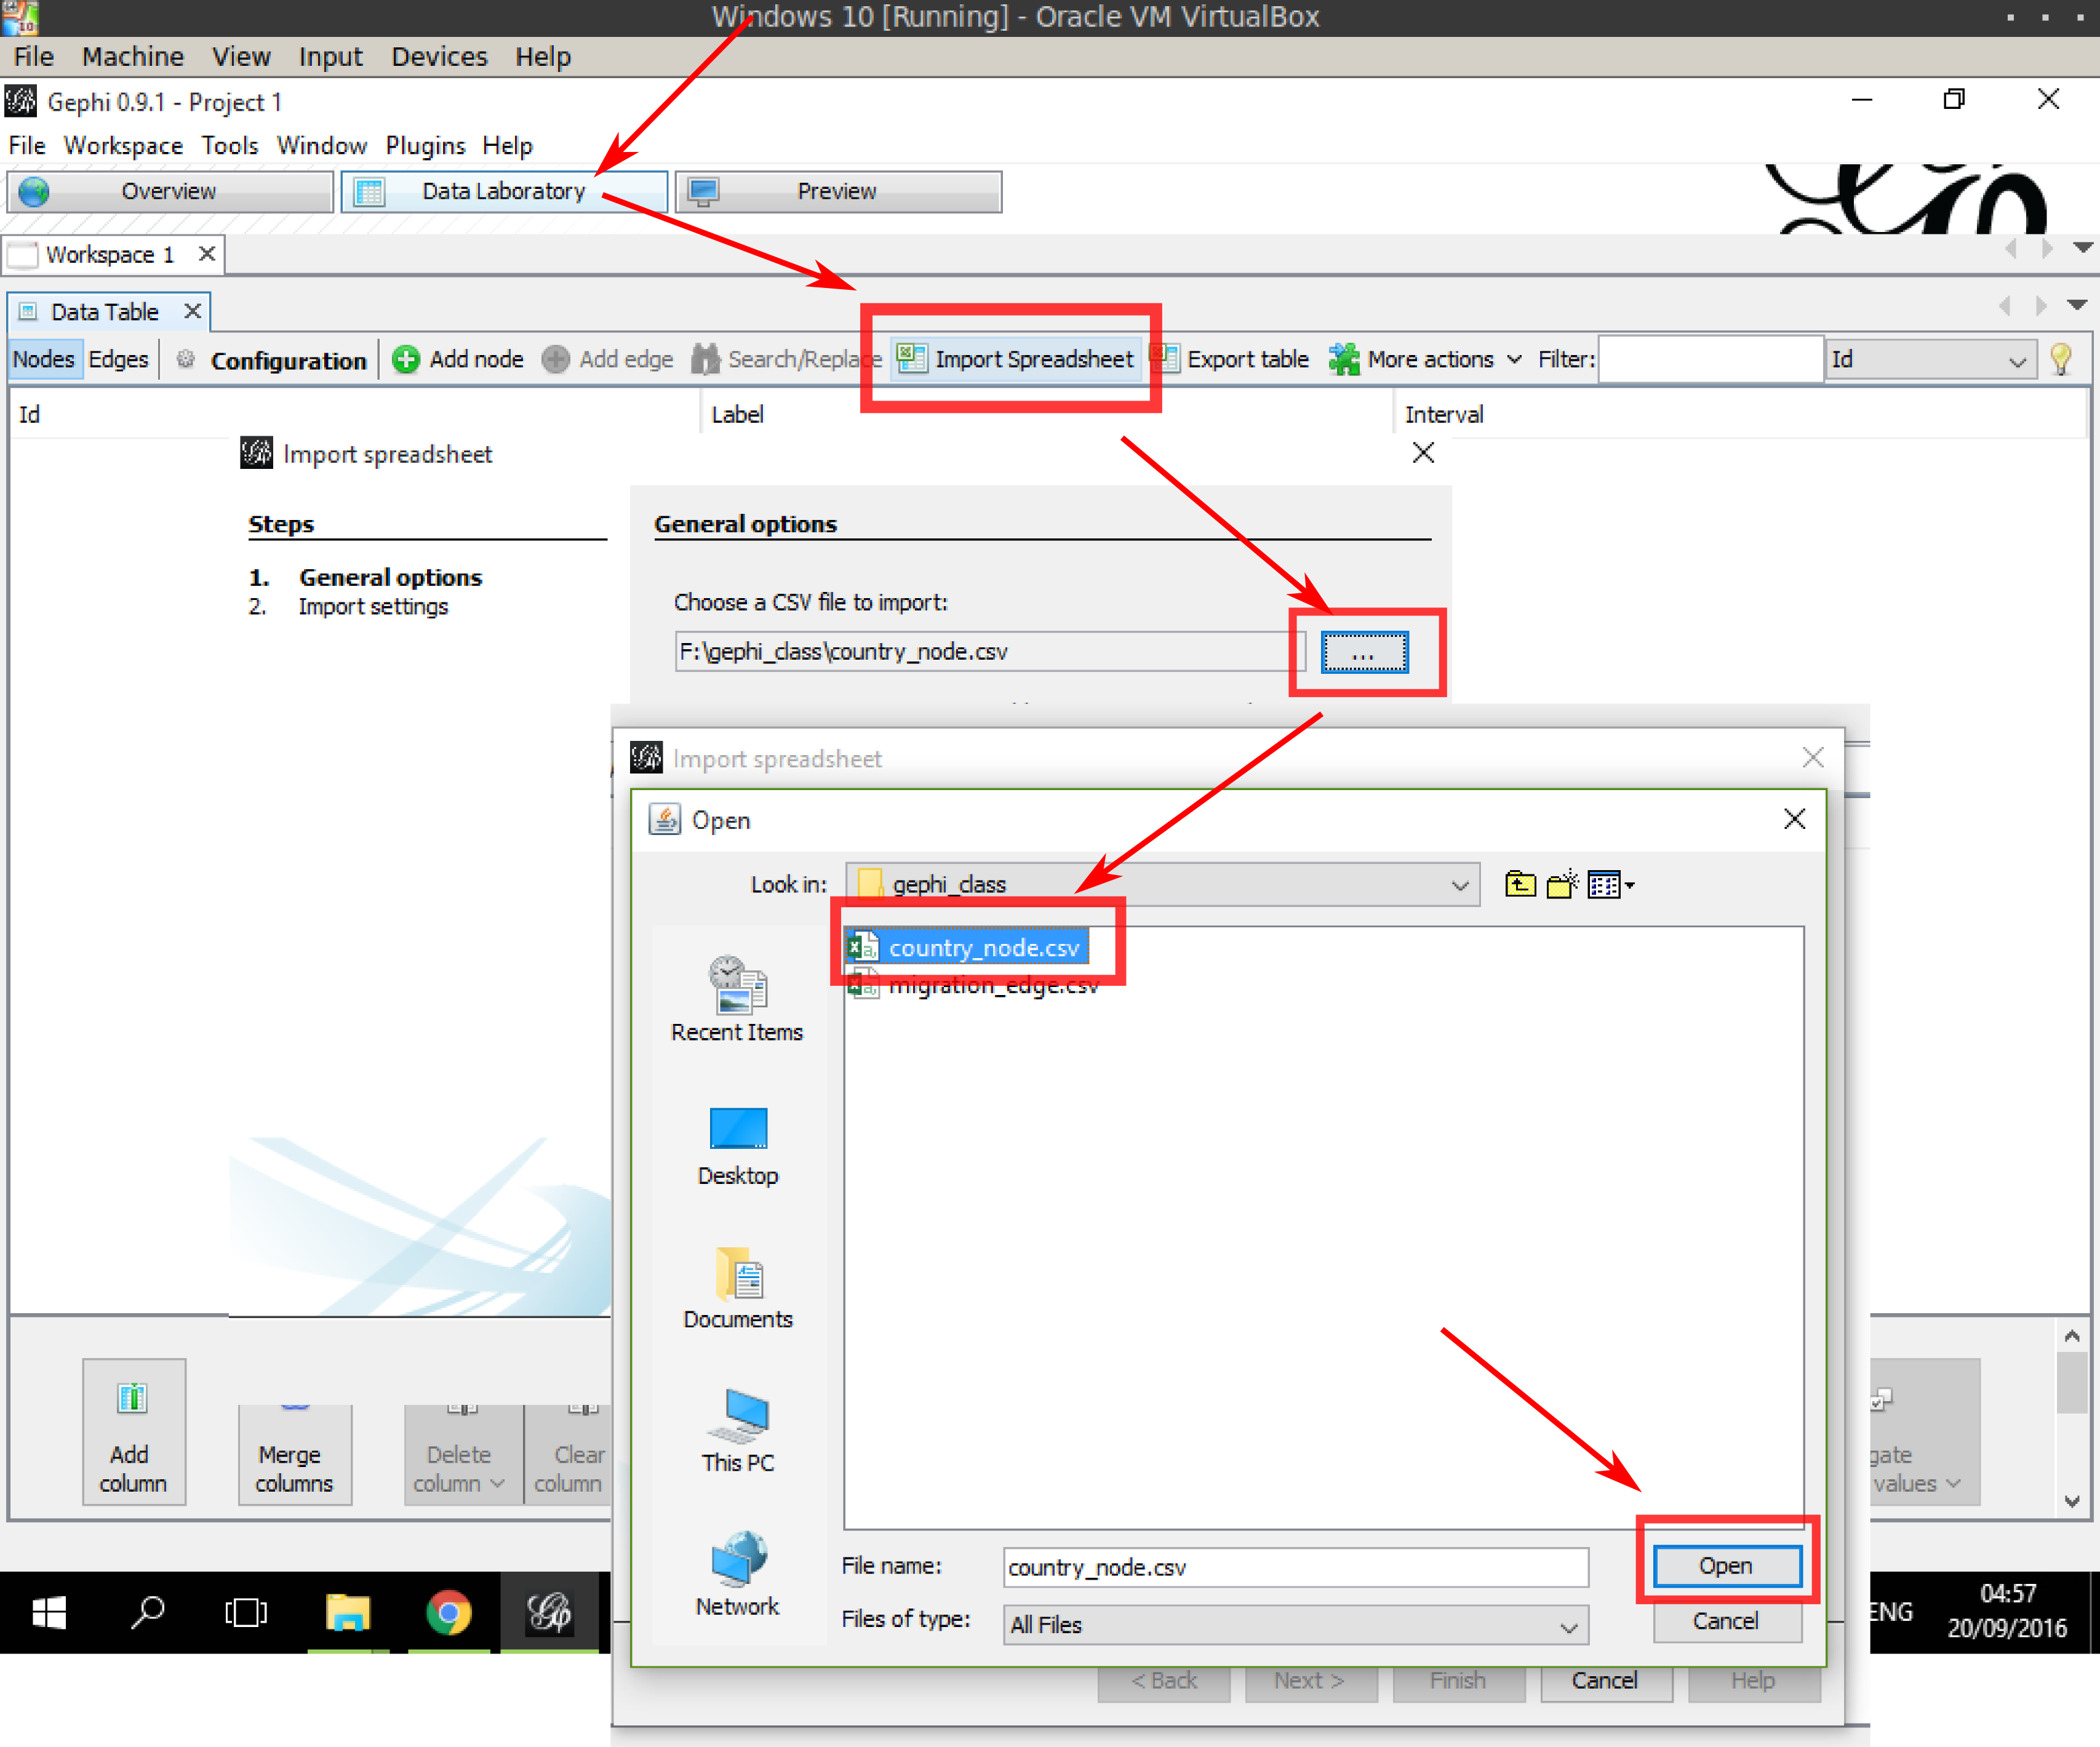 Windows 10 [Running] - Oracle VM VirtualBox
File Machine View Input Devices Help
Gephi 0.9.1 - Project 1
File Workspace Tools Window Plugins Help
Overview Data Laboratory Preview
Workspace 1
Data Table
Nodes Edges Configuration Add node Add edge Search/Replace Import Spreadsheet Export table More actions Filter: Id
Id Label Interval
Import spreadsheet
Steps
1. General options
2. Import settings
General options
Choose a CSV file to import:
F:\gephi_class\country_node.csv ...
Import spreadsheet
Open
Look in: gephi_class
country_node.csv
migration_edge.csv
Recent Items
Desktop
Documents
This PC
Network
File name: country_node.csv Open
Files of type: All Files Cancel
< Back Next > Finish Cancel Help
Add
column
Merge
columns
Delete
column
Clear
column
gate
values
ENG
04:57
20/09/2016